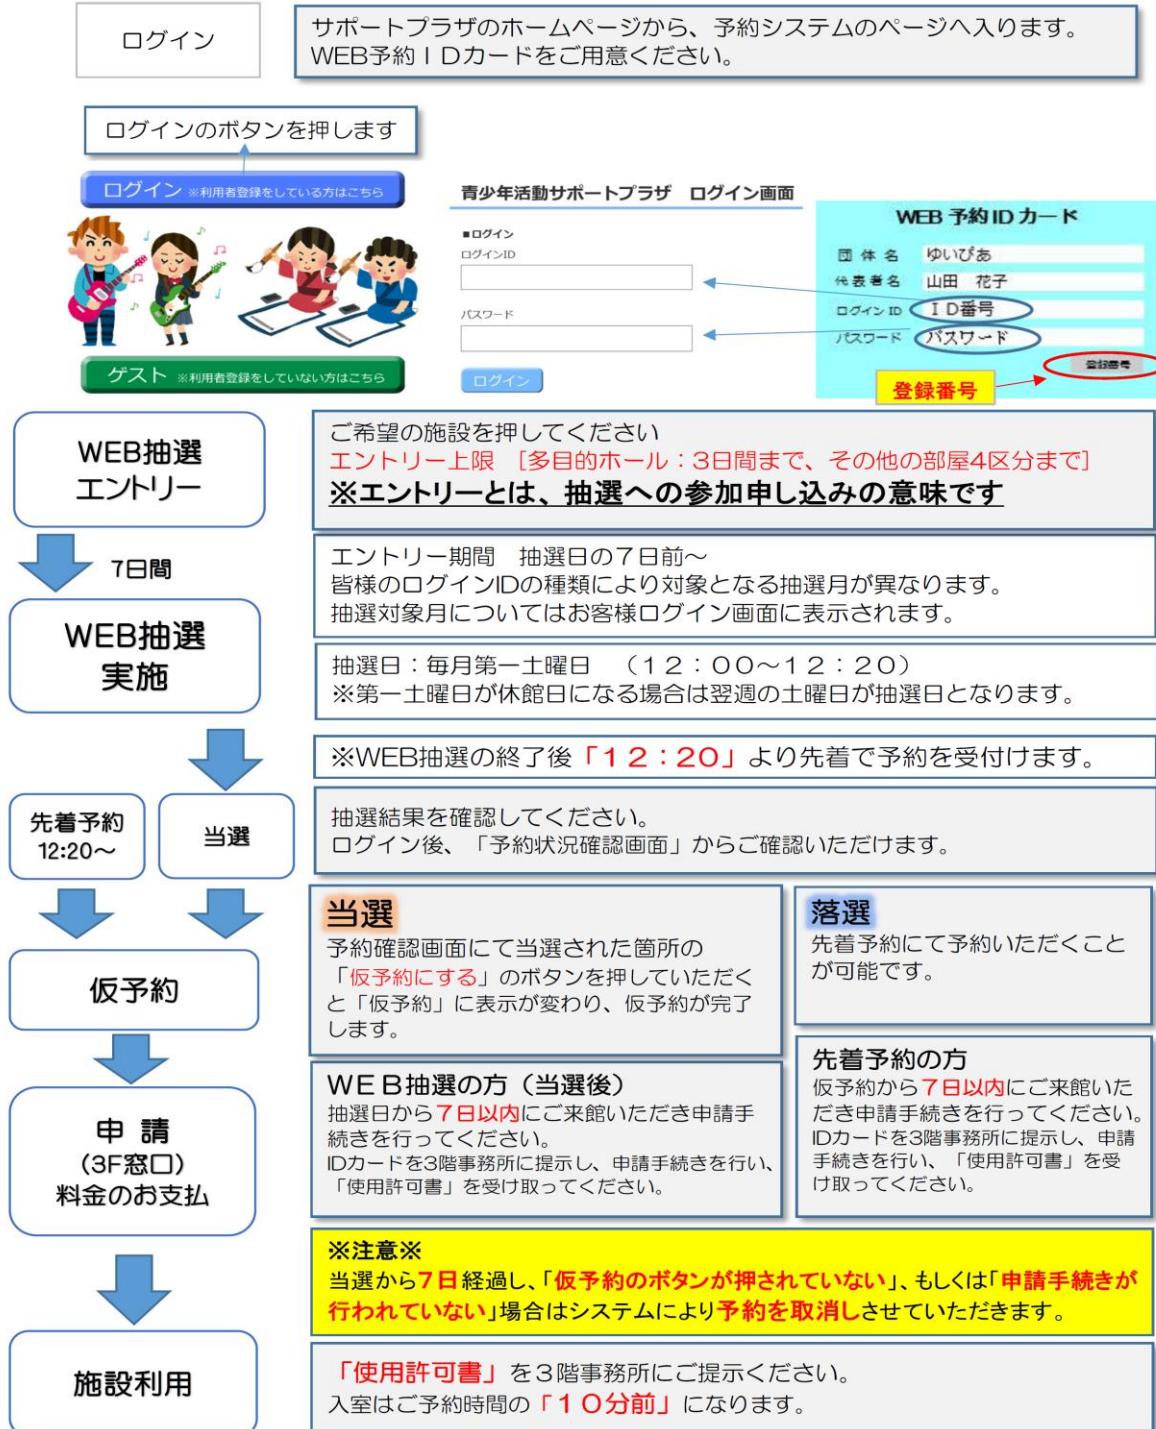 ログイン
サポートプラザのホームページから、予約システムのページへ入ります。
WEB予約IDカードをご用意ください。
ログインのボタンを押します
ログイン ※利用者登録をしている方はこちら
ゲスト ※利用者登録をしていない方はこちら
青少年活動サポートプラザ ログイン画面
■ログイン
ログインID
パスワード
ログイン
WEB 予約 ID カード
団体名 ゆいぴあ
代表者名 山田 花子
ログイン ID ID番号
パスワード パスワード
登録番号
登録番号
WEB抽選
エントリー
ご希望の施設を押してください
エントリー上限 [多目的ホール：3日間まで、その他の部屋4区分まで]
※エントリーとは、抽選への参加申し込みの意味です
7日間
エントリー期間 抽選日の7日前～
皆様のログインIDの種類により対象となる抽選月が異なります。
抽選対象月についてはお客様ログイン画面に表示されます。
WEB抽選
実施
抽選日：毎月第一土曜日 （12：00～12：20）
※第一土曜日が休館日になる場合は翌週の土曜日が抽選日となります。
※WEB抽選の終了後「12：20」より先着で予約を受付けます。
先着予約
12:20～
当選
抽選結果を確認してください。
ログイン後、「予約状況確認画面」からご確認いただけます。
仮予約
当選
予約確認画面にて当選された箇所の
「仮予約にする」のボタンを押していただく
と「仮予約」に表示が変わり、仮予約が完了
します。
落選
先着予約にて予約いただくこと
が可能です。
申 請
（3F窓口）
料金のお支払
WEB抽選の方（当選後）
抽選日から7日以内にご来館いただき申請手
続きを行ってください。
IDカードを3階事務所に提示し、申請手続きを行い、
「使用許可書」を受け取ってください。
先着予約の方
仮予約から7日以内にご来館いた
だき申請手続きを行ってください。
IDカードを3階事務所に提示し、申請
手続きを行い、「使用許可書」を受
け取ってください。
※注意※
当選から7日経過し、「仮予約のボタンが押されていない」、もしくは「申請手続きが
行われていない」場合はシステムにより予約を取消しさせていただきます。
施設利用
「使用許可書」を3階事務所にご提示ください。
入室はご予約時間の「10分前」になります。